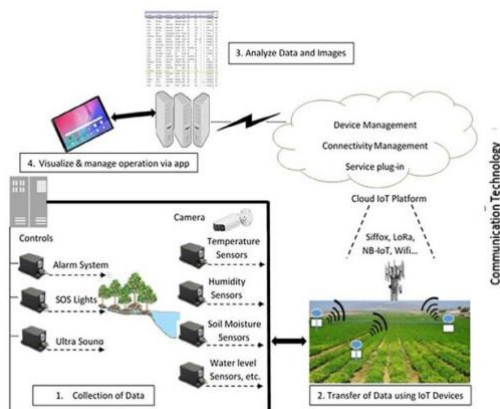 3. Analyze Data and Images
4. Visualize & manage operation via app
Device Management
Connectivity Management
Service plug-in
Cloud IoT Platform
Communication Technology
Siffox, LoRa,
NB-IoT, Wifi...
Controls
Camera
Alarm System
SOS Lights
Ultra Soung
Temperature
Sensors
Humidity
Sensors
Soil Moisture
Sensors
Water level
Sensors, etc.
1. Collection of Data
2. Transfer of Data using IoT Devices